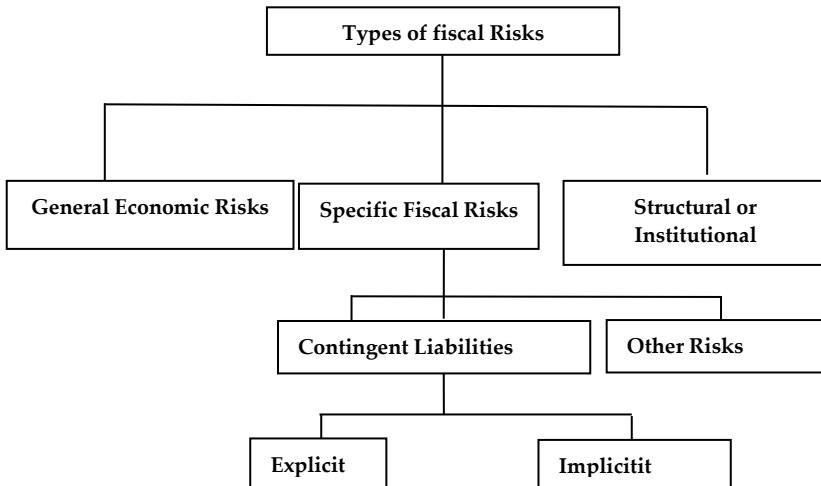 Types of fiscal Risks
General Economic Risks
Specific Fiscal Risks
Structural or
Institutional
Contingent Liabilities
Other Risks
Explicit
Implicitit